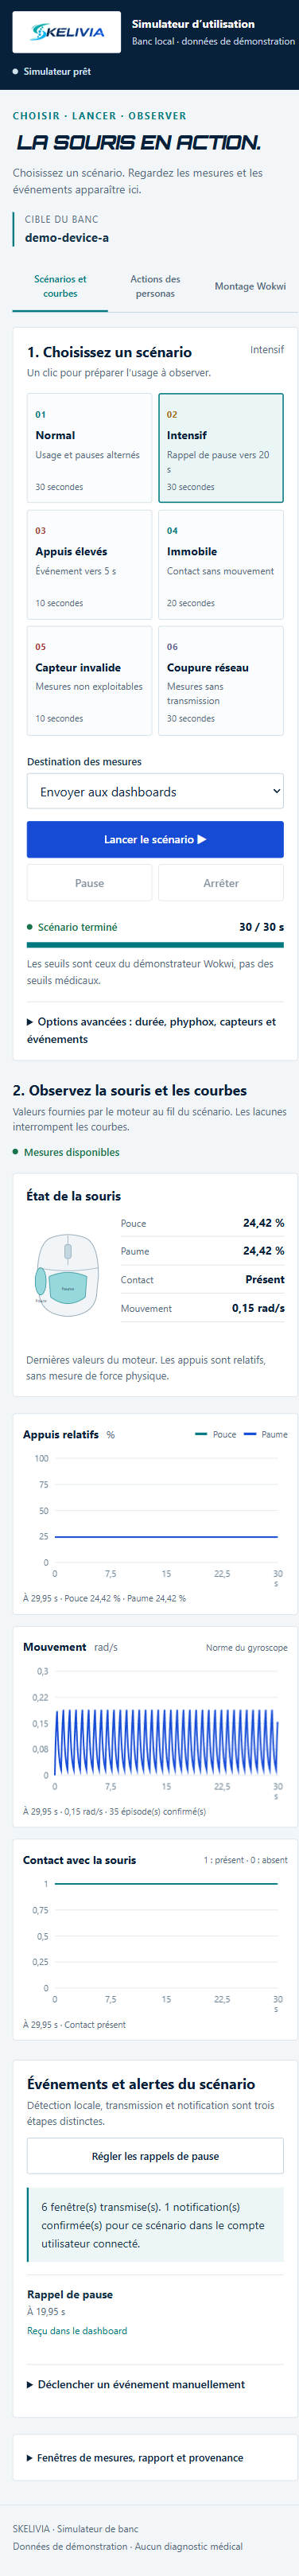 SKELIVIA
Simulateur d'utilisation
Banc local · données de démonstration
Simulateur prêt
CHOISIR · LANCER · OBSERVER
LA SOURIS EN ACTION.
Choisissez un scénario. Regardez les mesures et les
événements apparaître ici.
CIBLE DU BANC
demo-device-a
Scénarios et
courbes
Actions des
personas
Montage Wokwi
1. Choisissez un scénario
Intensif
Un clic pour préparer l'usage à observer.
01
Normal
Usage et pauses alternés
30 secondes
02
Intensif
Rappel de pause vers 20
s
30 secondes
03
Appuis élevés
Événement vers 5 s
10 secondes
04
Immobile
Contact sans mouvement
20 secondes
05
Capteur invalide
Mesures non exploitables
10 secondes
06
Coupure réseau
Mesures sans
transmission
30 secondes
Destination des mesures
Envoyer aux dashboards
Lancer le scénario ▶
Pause
Arrêter
Scénario terminé
30 / 30 s
Les seuils sont ceux du démonstrateur Wokwi, pas des
seuils médicaux.
▶ Options avancées : durée, phyphox, capteurs et
événements
2. Observez la souris et les courbes
Valeurs fournies par le moteur au fil du scénario. Les lacunes
interrompent les courbes.
Mesures disponibles
État de la souris
Pouce
Paume
Pouce 24,42 %
Paume 24,42 %
Contact Présent
Mouvement 0,15 rad/s
Dernières valeurs du moteur. Les appuis sont relatifs,
sans mesure de force physique.
Appuis relatifs %
Pouce Paume
100
75
50
25
0
0 7,5 15 22,5 30
s
À 29,95 s · Pouce 24,42 % · Paume 24,42 %
Mouvement rad/s
Norme du gyroscope
0,3
0,22
0,15
0,08
0
0 7,5 15 22,5 30
s
À 29,95 s · 0,15 rad/s · 35 épisode(s) confirmé(s)
Contact avec la souris
1 : présent · 0 : absent
1
0,75
0,5
0,25
0
0 7,5 15 22,5 30
s
À 29,95 s · Contact présent
Événements et alertes du scénario
Détection locale, transmission et notification sont trois
étapes distinctes.
Régler les rappels de pause
6 fenêtre(s) transmise(s). 1 notification(s)
confirmée(s) pour ce scénario dans le compte
utilisateur connecté.
Rappel de pause
À 19,95 s
Reçu dans le dashboard
▶ Déclencher un événement manuellement
▶ Fenêtres de mesures, rapport et provenance
SKELIVIA · Simulateur de banc
Données de démonstration · Aucun diagnostic médical